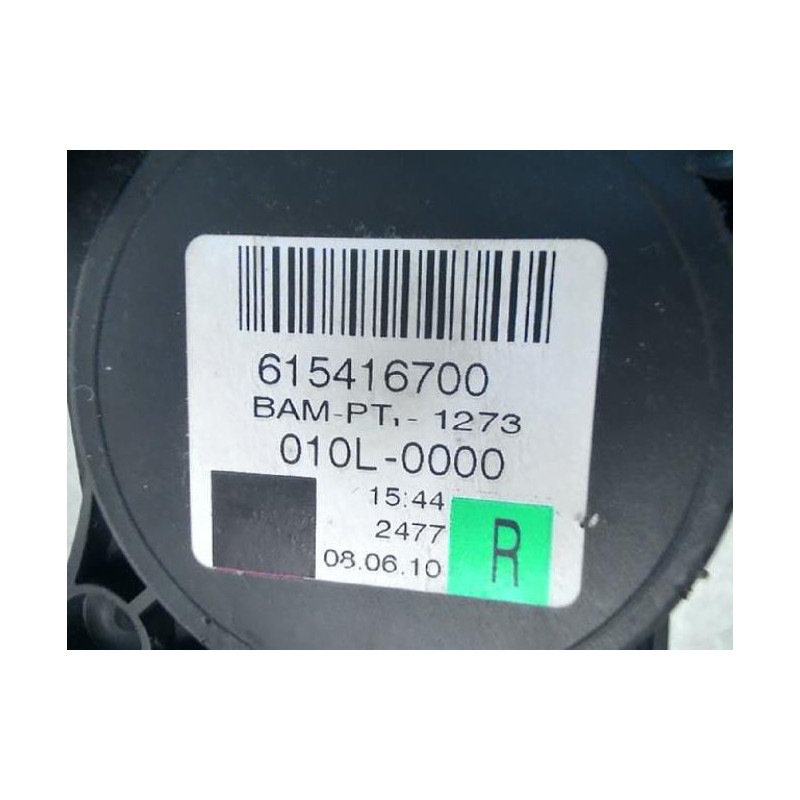 615416700
BAM-PT,- 1273
010L-0000
15:44
2477
08.06.10
R